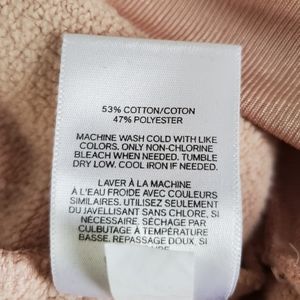 53% COTTON/COTON
47% POLYESTER
MACHINE WASH COLD WITH LIKE
COLORS. ONLY NON-CHLORINE
BLEACH WHEN NEEDED. TUMBLE
DRY LOW. COOL IRON IF NEEDED.
LAVER À LA MACHINE
À L'EAU FROIDE AVEC COULEURS
SIMILAIRES. UTILISEZ SEULEMENT
DU JAVELLISANT SANS CHLORE, SI
NÉCESSAIRE. SÉCHAGE PAR
CULBUTAGE À TEMPÉRATURE
BASSE. REPASSAGE DOUX, SI